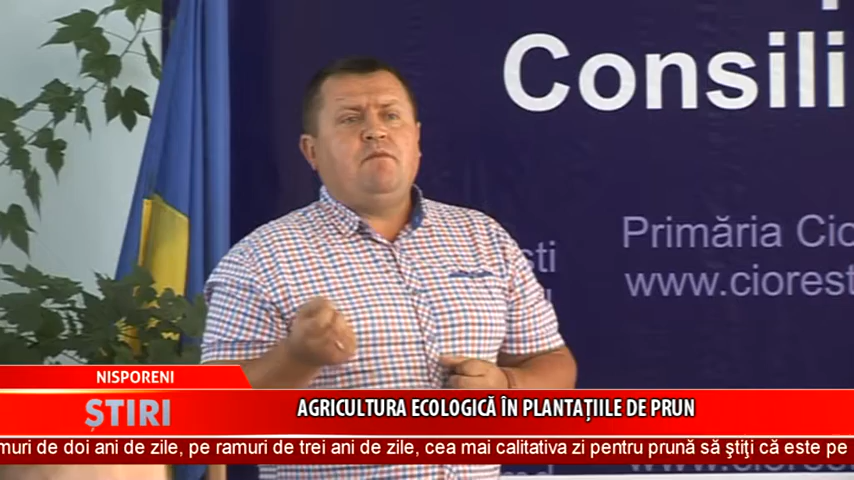 Consili
Primăria Cio
www.ciorest
sti
NISPORENI
ȘTIRI
AGRICULTURA ECOLOGICĂ ÎN PLANTAȚIILE DE PRUN
muri de doi ani de zile, pe ramuri de trei ani de zile, cea mai calitativa zi pentru prună să ştiţi că este pe